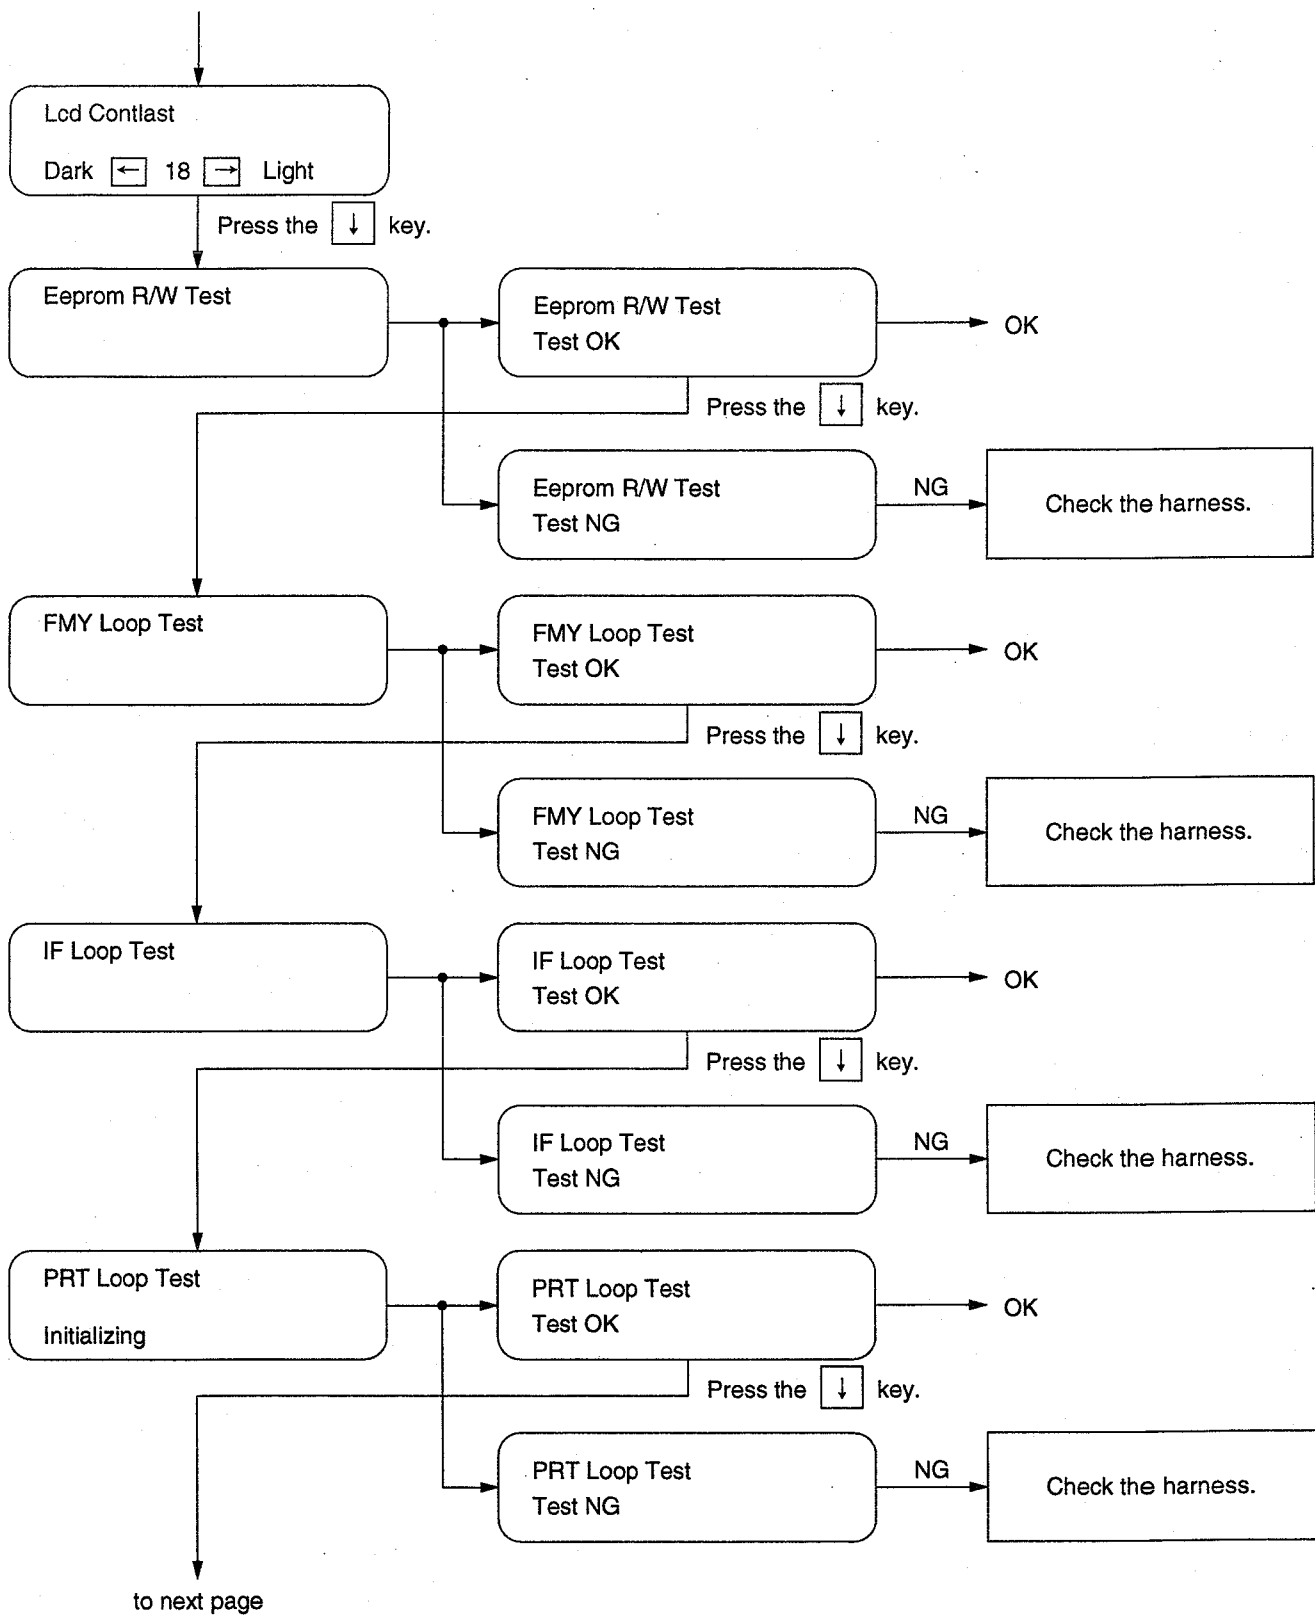 Lcd Contlast
Dark ← 18 → Light
Press the ↓ key.
Eeprom R/W Test
Eeprom R/W Test
Test OK
OK
Press the ↓ key.
Eeprom R/W Test
Test NG
NG
Check the harness.
FMY Loop Test
FMY Loop Test
Test OK
OK
Press the ↓ key.
FMY Loop Test
Test NG
NG
Check the harness.
IF Loop Test
IF Loop Test
Test OK
OK
Press the ↓ key.
IF Loop Test
Test NG
NG
Check the harness.
PRT Loop Test
Initializing
PRT Loop Test
Test OK
OK
Press the ↓ key.
PRT Loop Test
Test NG
NG
Check the harness.
to next page